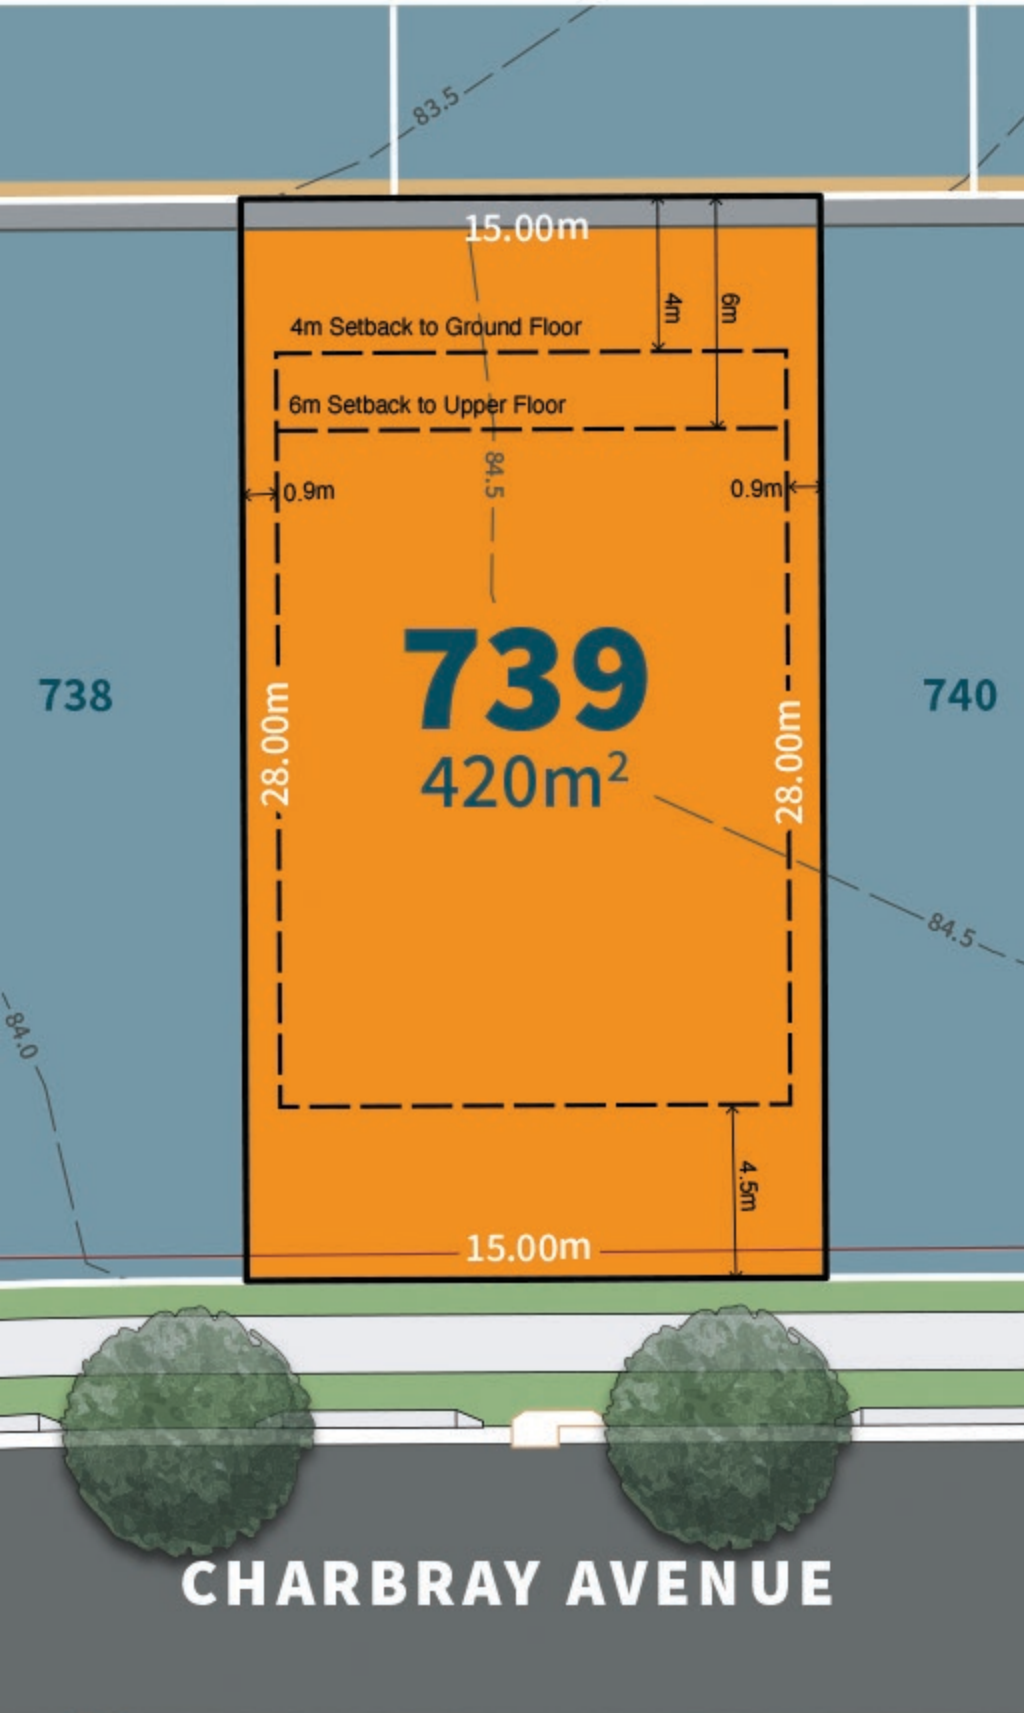 83.5
15.00m
4m
6m
4m Setback to Ground Floor
6m Setback to Upper Floor
84.5
0.9m
0.9m
739
738
740
28.00m
28.00m
420m²
84.5
84.0
4.5m
15.00m
CHARBRAY AVENUE